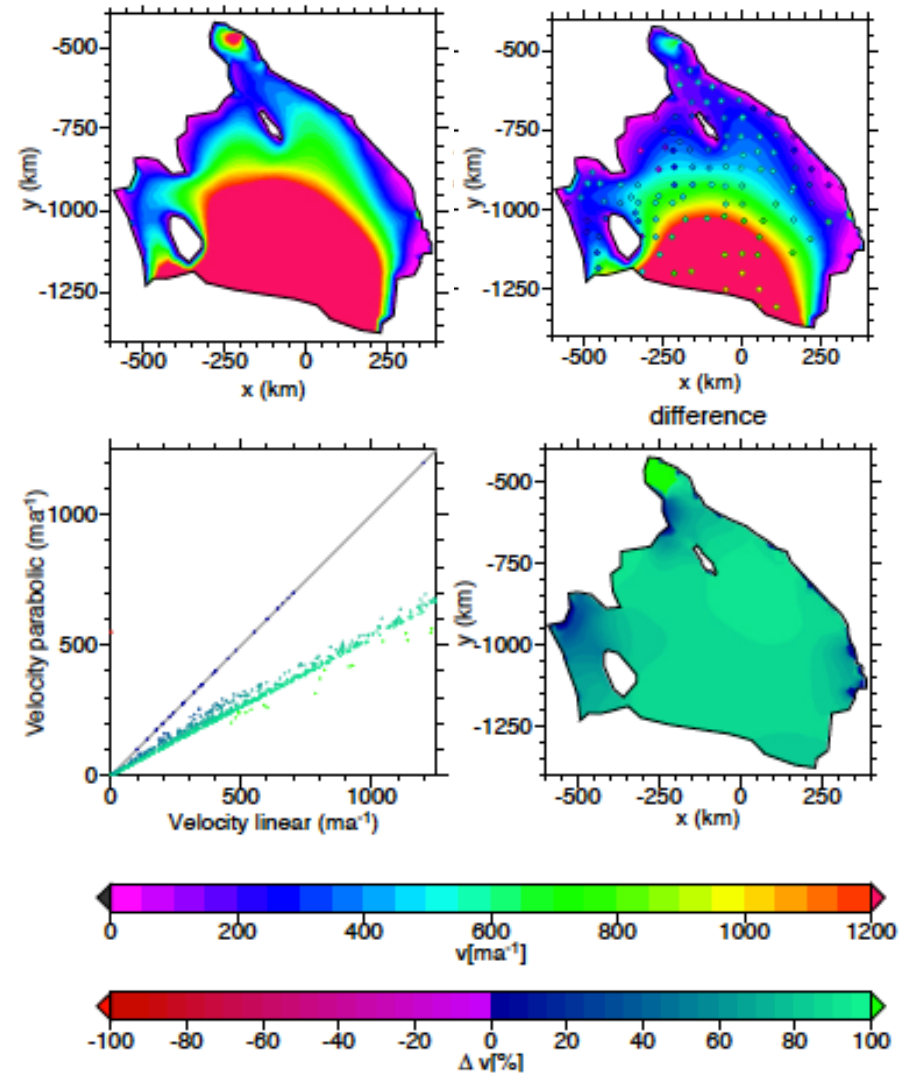 -500
-750
-1000
-1250
y (km)
-500 -250 0 250
x (km)
-500
-750
-1000
-1250
y (km)
-500 -250 0 250
x (km)
difference
1000
500
0
Velocity parabolic (ma-1)
0 500 1000
Velocity linear (ma-1)
-500
-750
-1000
-1250
y (km)
-500 -250 0 250
x (km)
0 200 400 600 800 1000 1200
v[ma-1]
-100 -80 -60 -40 -20 0 20 40 60 80 100
Δ v[%]